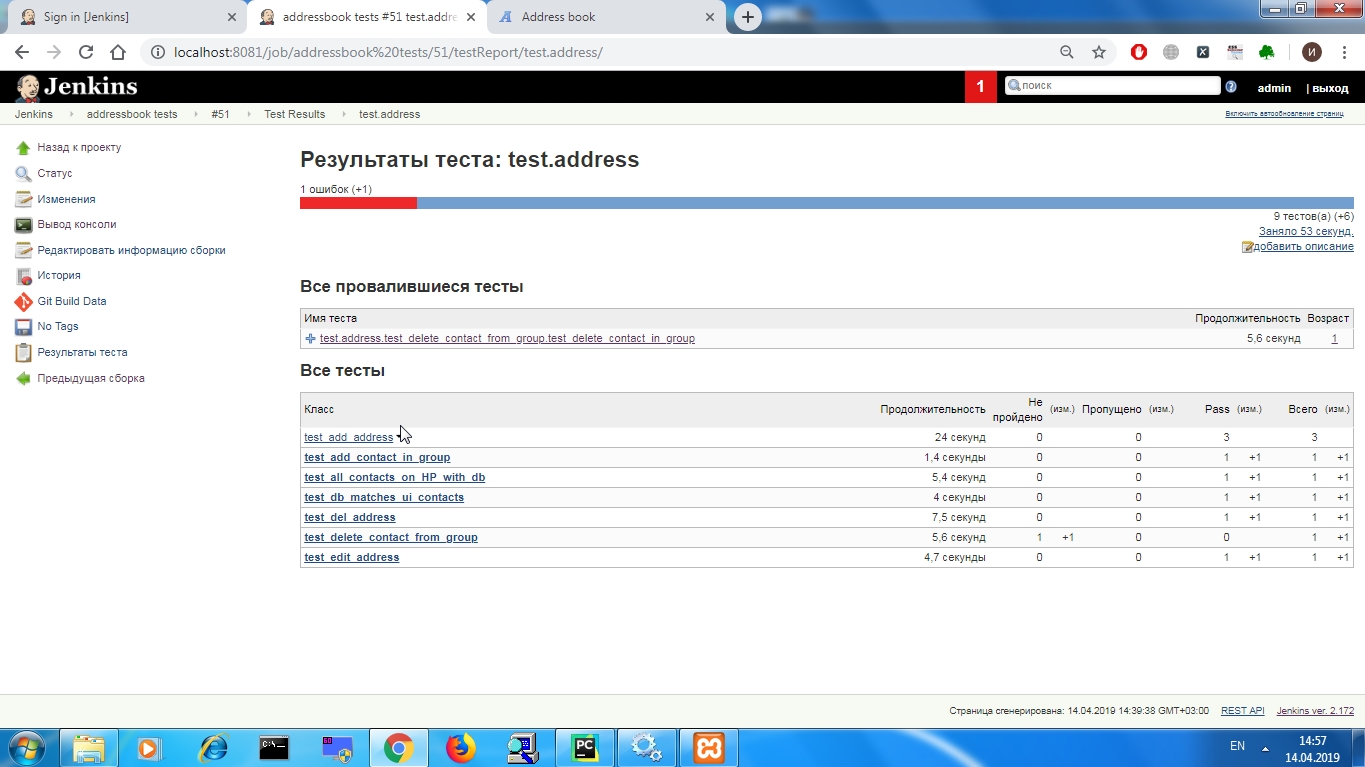 Sign in [Jenkins]
addressbook tests #51 test.addre
Address book
localhost:8081/job/addressbook%20tests/51/testReport/test.address/
И
Jenkins
1
поиск
admin | выход
Jenkins addressbook tests #51 Test Results test.address
Включить автообновление страниц
Назад к проекту
Статус
Изменения
Вывод консоли
Редактировать информацию сборки
История
Git Build Data
No Tags
Результаты теста
Предыдущая сборка
Результаты теста: test.address
1 ошибок (+1)
9 тестов(а) (+6)
Заняло 53 секунд.
добавить описание
Все провалившиеся тесты
Имя теста Продолжительность Возраст
test.address.test_delete_contact_from_group.test_delete_contact_in_group 5,6 секунд 1
Все тесты
Класс Продолжительность Не пройдено (изм.) Пропущено (изм.) Pass (изм.) Всего (изм.)
test_add_address 24 секунд 0 0 3 3
test_add_contact_in_group 1,4 секунды 0 0 1 +1 1 +1
test_all_contacts_on_HP_with_db 5,4 секунд 0 0 1 +1 1 +1
test_db_matches_ui_contacts 4 секунды 0 0 1 +1 1 +1
test_del_address 7,5 секунд 0 0 1 +1 1 +1
test_delete_contact_from_group 5,6 секунд 1 +1 0 0 1 +1
test_edit_address 4,7 секунды 0 0 1 +1 1 +1
Страница сгенерирована: 14.04.2019 14:39:38 GMT+03:00 REST API Jenkins ver. 2.172
C:\_
PC
EN
14:57
14.04.2019